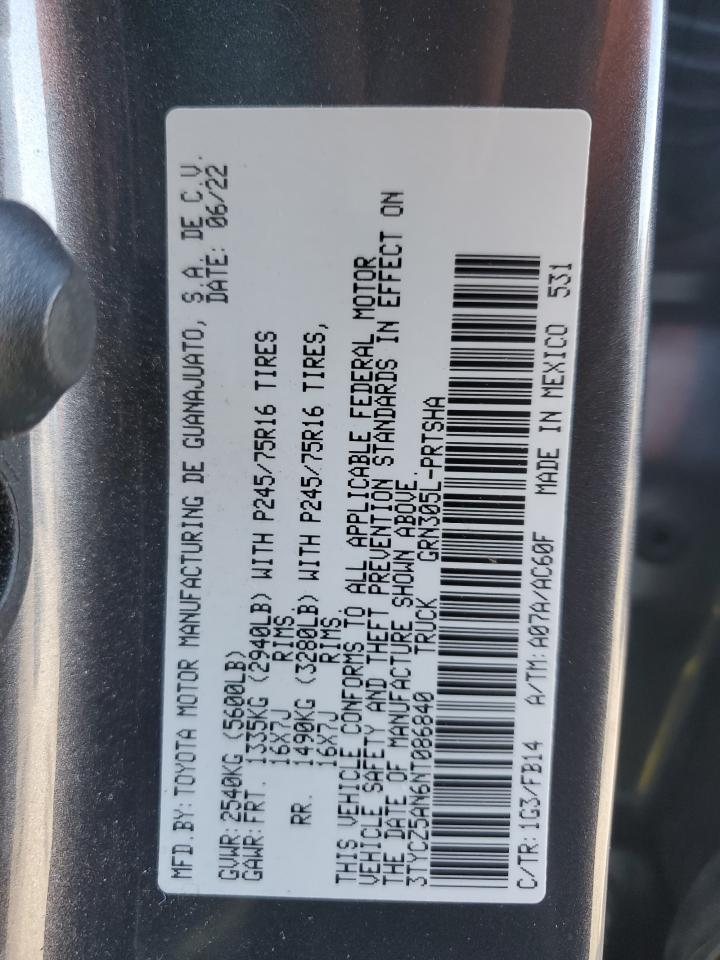 MFD.BY:TOYOTA MOTOR MANUFACTURING DE GUANAJUATO, S.A. DE C.V.
DATE: 06/22
GVWR:2540KG (5600LB)
GAWR:FRT. 1335KG (2940LB) WITH P245/75R16 TIRES
16X7J RIMS.
RR. 1490KG (3280LB) WITH P245/75R16 TIRES,
16X7J RIMS.
THIS VEHICLE CONFORMS TO ALL APPLICABLE FEDERAL MOTOR
VEHICLE SAFETY AND THEFT PREVENTION STANDARDS IN EFFECT ON
THE DATE OF MANUFACTURE SHOWN ABOVE.
3TYCZ5AN6NT086840 TRUCK GRN305L-PRTSHA
C/TR:1G3/FB14 A/TM:A07A/AC60F MADE IN MEXICO 531